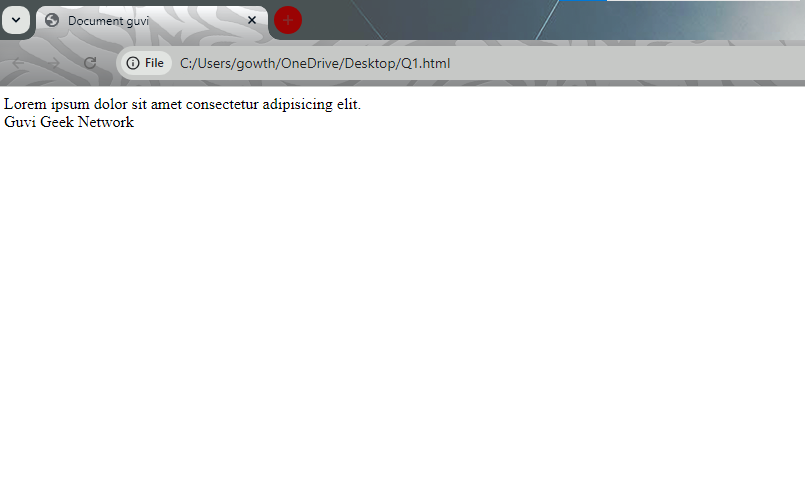 Document guvi
File C:/Users/gowth/OneDrive/Desktop/Q1.html
Lorem ipsum dolor sit amet consectetur adipisicing elit.
Guvi Geek Network